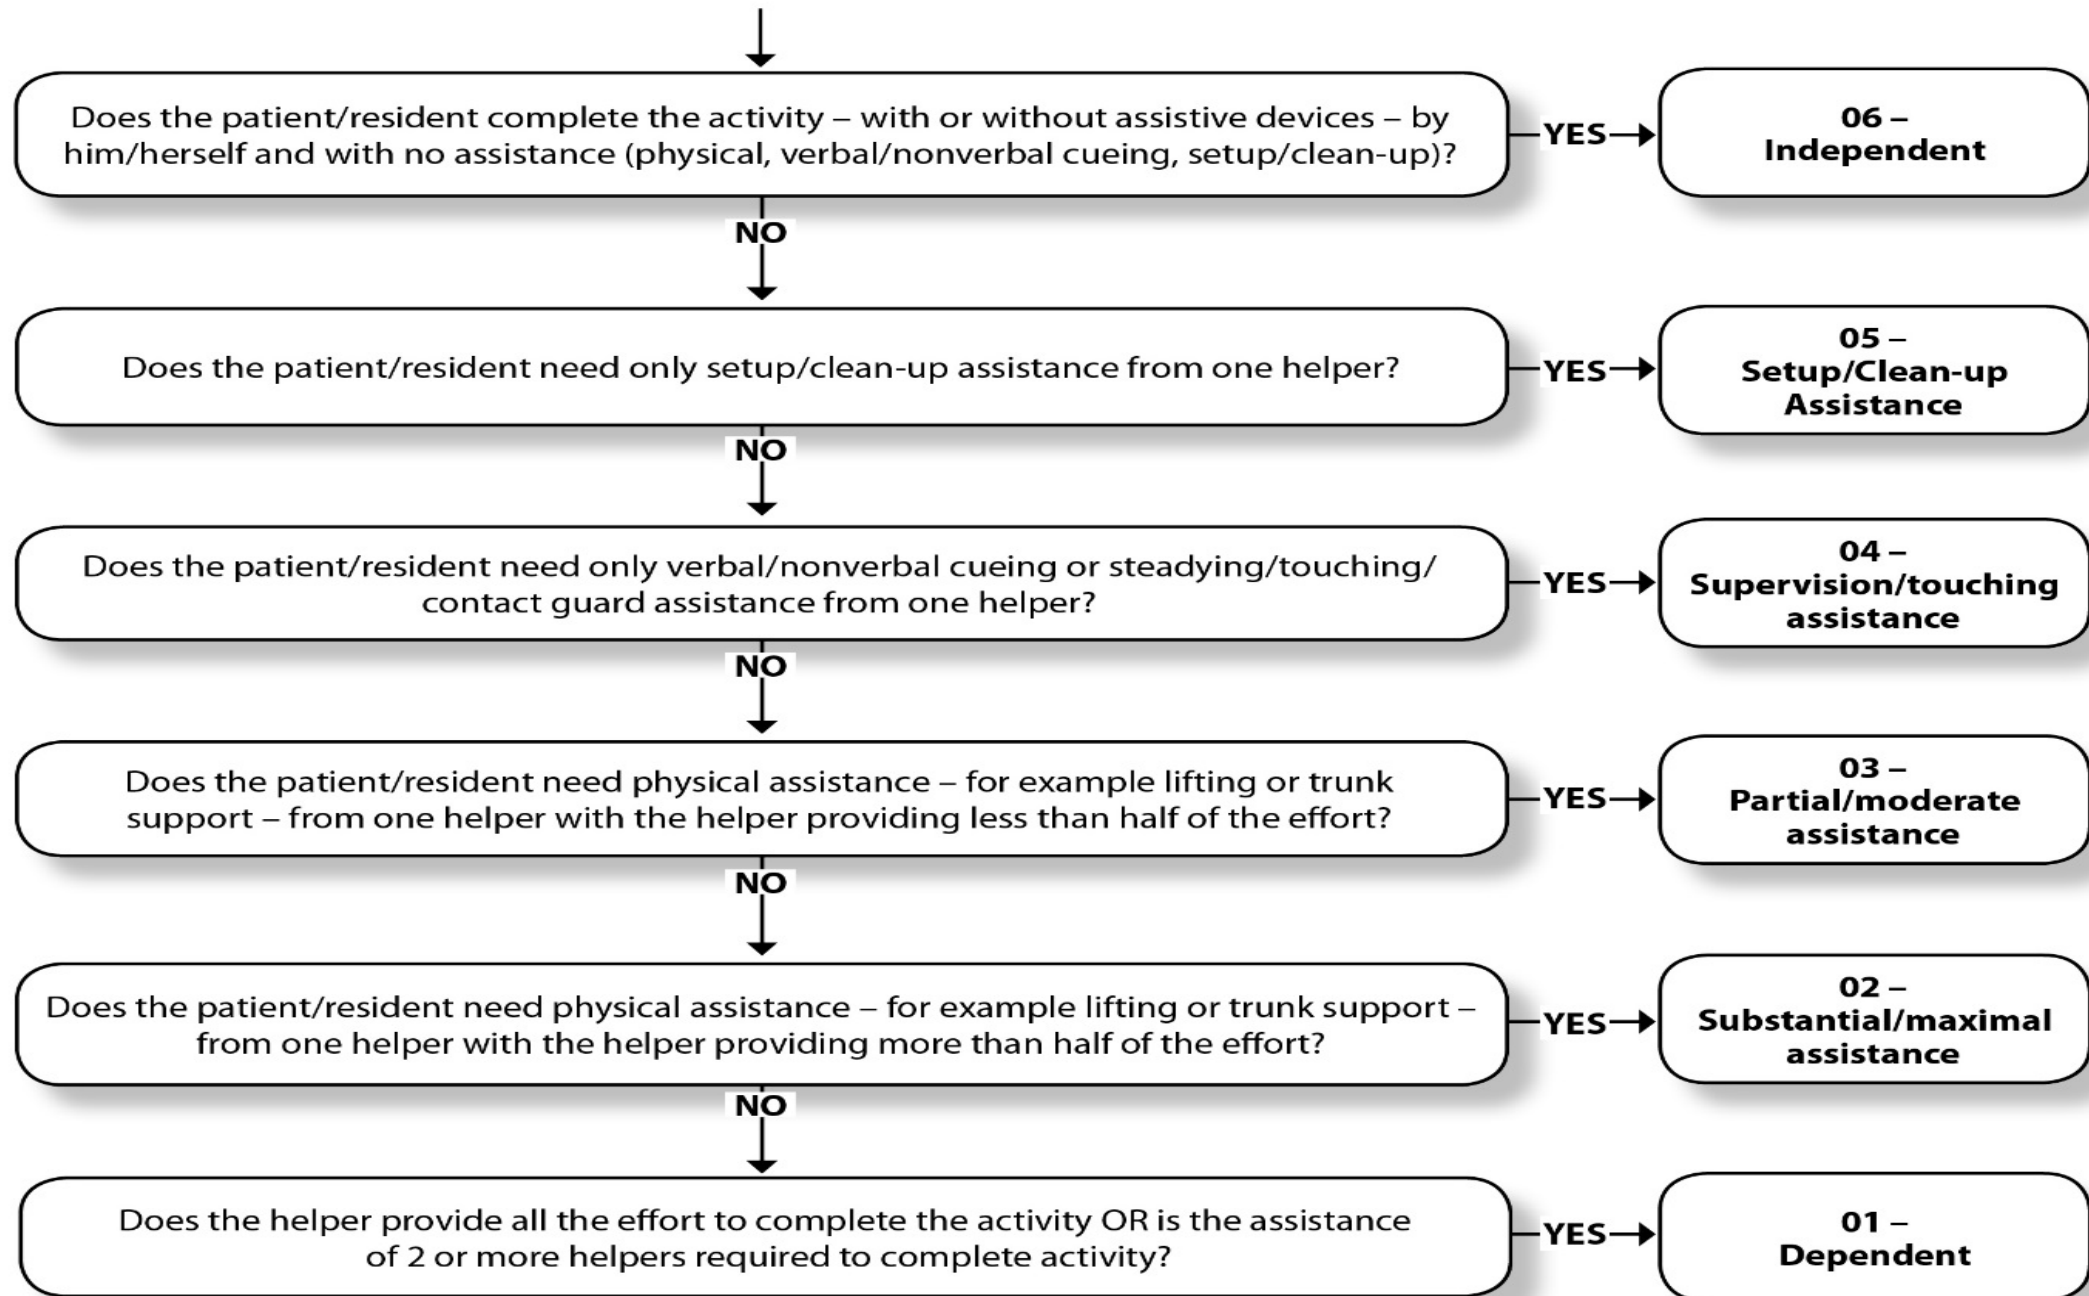 Does the patient/resident complete the activity – with or without assistive devices – by
him/herself and with no assistance (physical, verbal/nonverbal cueing, setup/clean-up)?
YES
06 –
Independent
NO
Does the patient/resident need only setup/clean-up assistance from one helper?
YES
05 –
Setup/Clean-up
Assistance
NO
Does the patient/resident need only verbal/nonverbal cueing or steadying/touching/
contact guard assistance from one helper?
YES
04 –
Supervision/touching
assistance
NO
Does the patient/resident need physical assistance – for example lifting or trunk
support – from one helper with the helper providing less than half of the effort?
YES
03 –
Partial/moderate
assistance
NO
Does the patient/resident need physical assistance – for example lifting or trunk support –
from one helper with the helper providing more than half of the effort?
YES
02 –
Substantial/maximal
assistance
NO
Does the helper provide all the effort to complete the activity OR is the assistance
of 2 or more helpers required to complete activity?
YES
01 –
Dependent